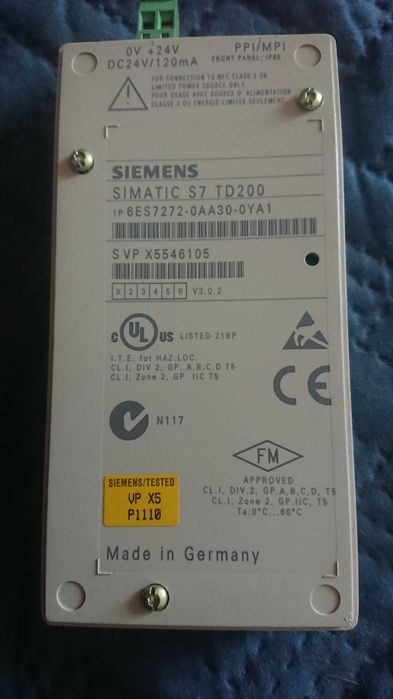 0V +24V
DC24V/120mA
PPI/MPI
FRONT PANEL: IP65
FOR CONNECTION TO NEC CLASS 2 OR
LIMITED POWER SOURCE ONLY
POUR USAGE AVEC SOURCE D' ALIMENTATION
CLASSE 2 OU ENERGIE LIMITER SEULEMENT.
SIEMENS
SIMATIC S7 TD200
1P 6ES7272-0AA30-0YA1
S VP X5546105
X 2 3 4 5 6 V3.0.2
C UL US LISTED 21BP
I.T.E. for HAZ.LOC.
CL.I, DIV 2, GP. A,B,C,D T5
CL.I, Zone 2, GP. IIC T5
CE
N117
FM
APPROVED
CL.I, DIV.2, GP.A,B,C,D, T5
CL.I, Zone 2, GP.IIC, T5
Ta:0°C...60°C
SIEMENS/TESTED
VP X5
P1110
Made in Germany